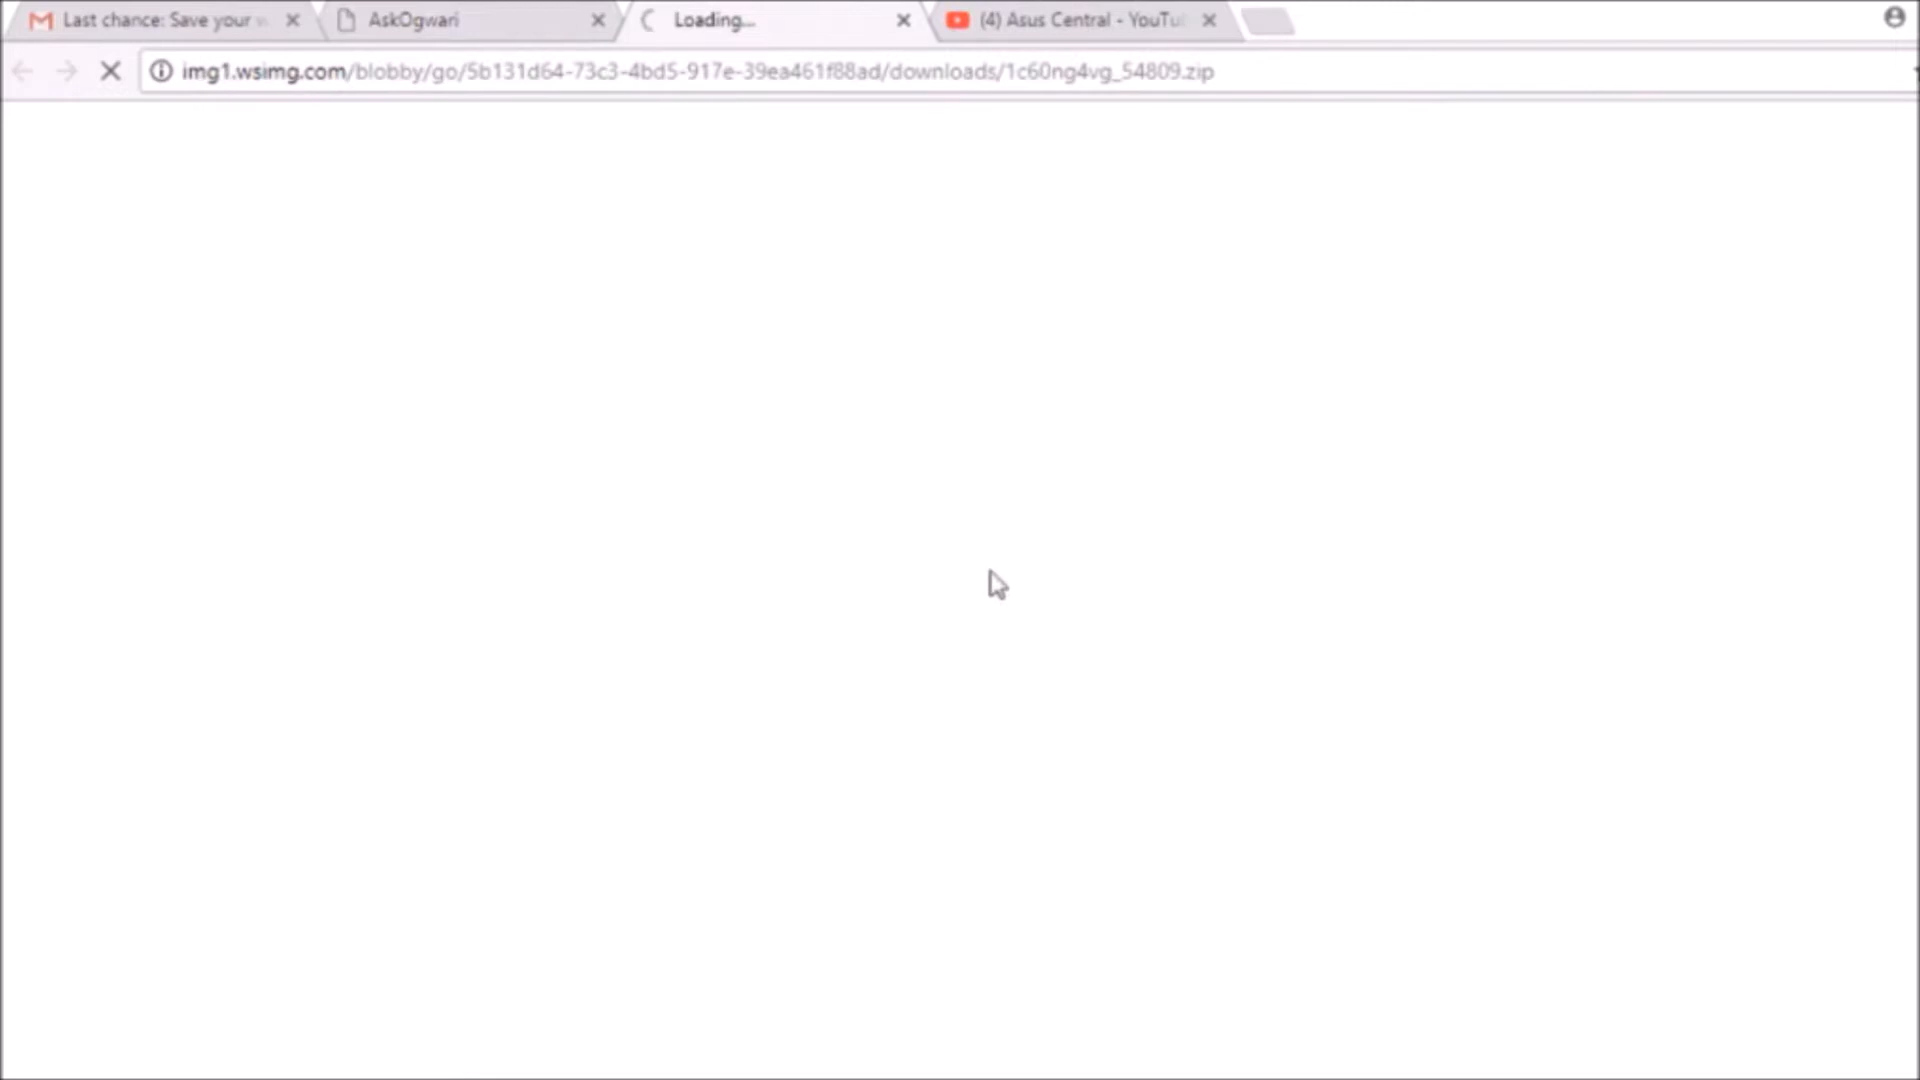 Last chance: Save your
AskOgwari
Loading...
(4) Asus Central - YouTu
img1.wsimg.com/blobby/go/5b131d64-73c3-4bd5-917e-39ea461f88ad/downloads/1c60ng4vg_54809.zip